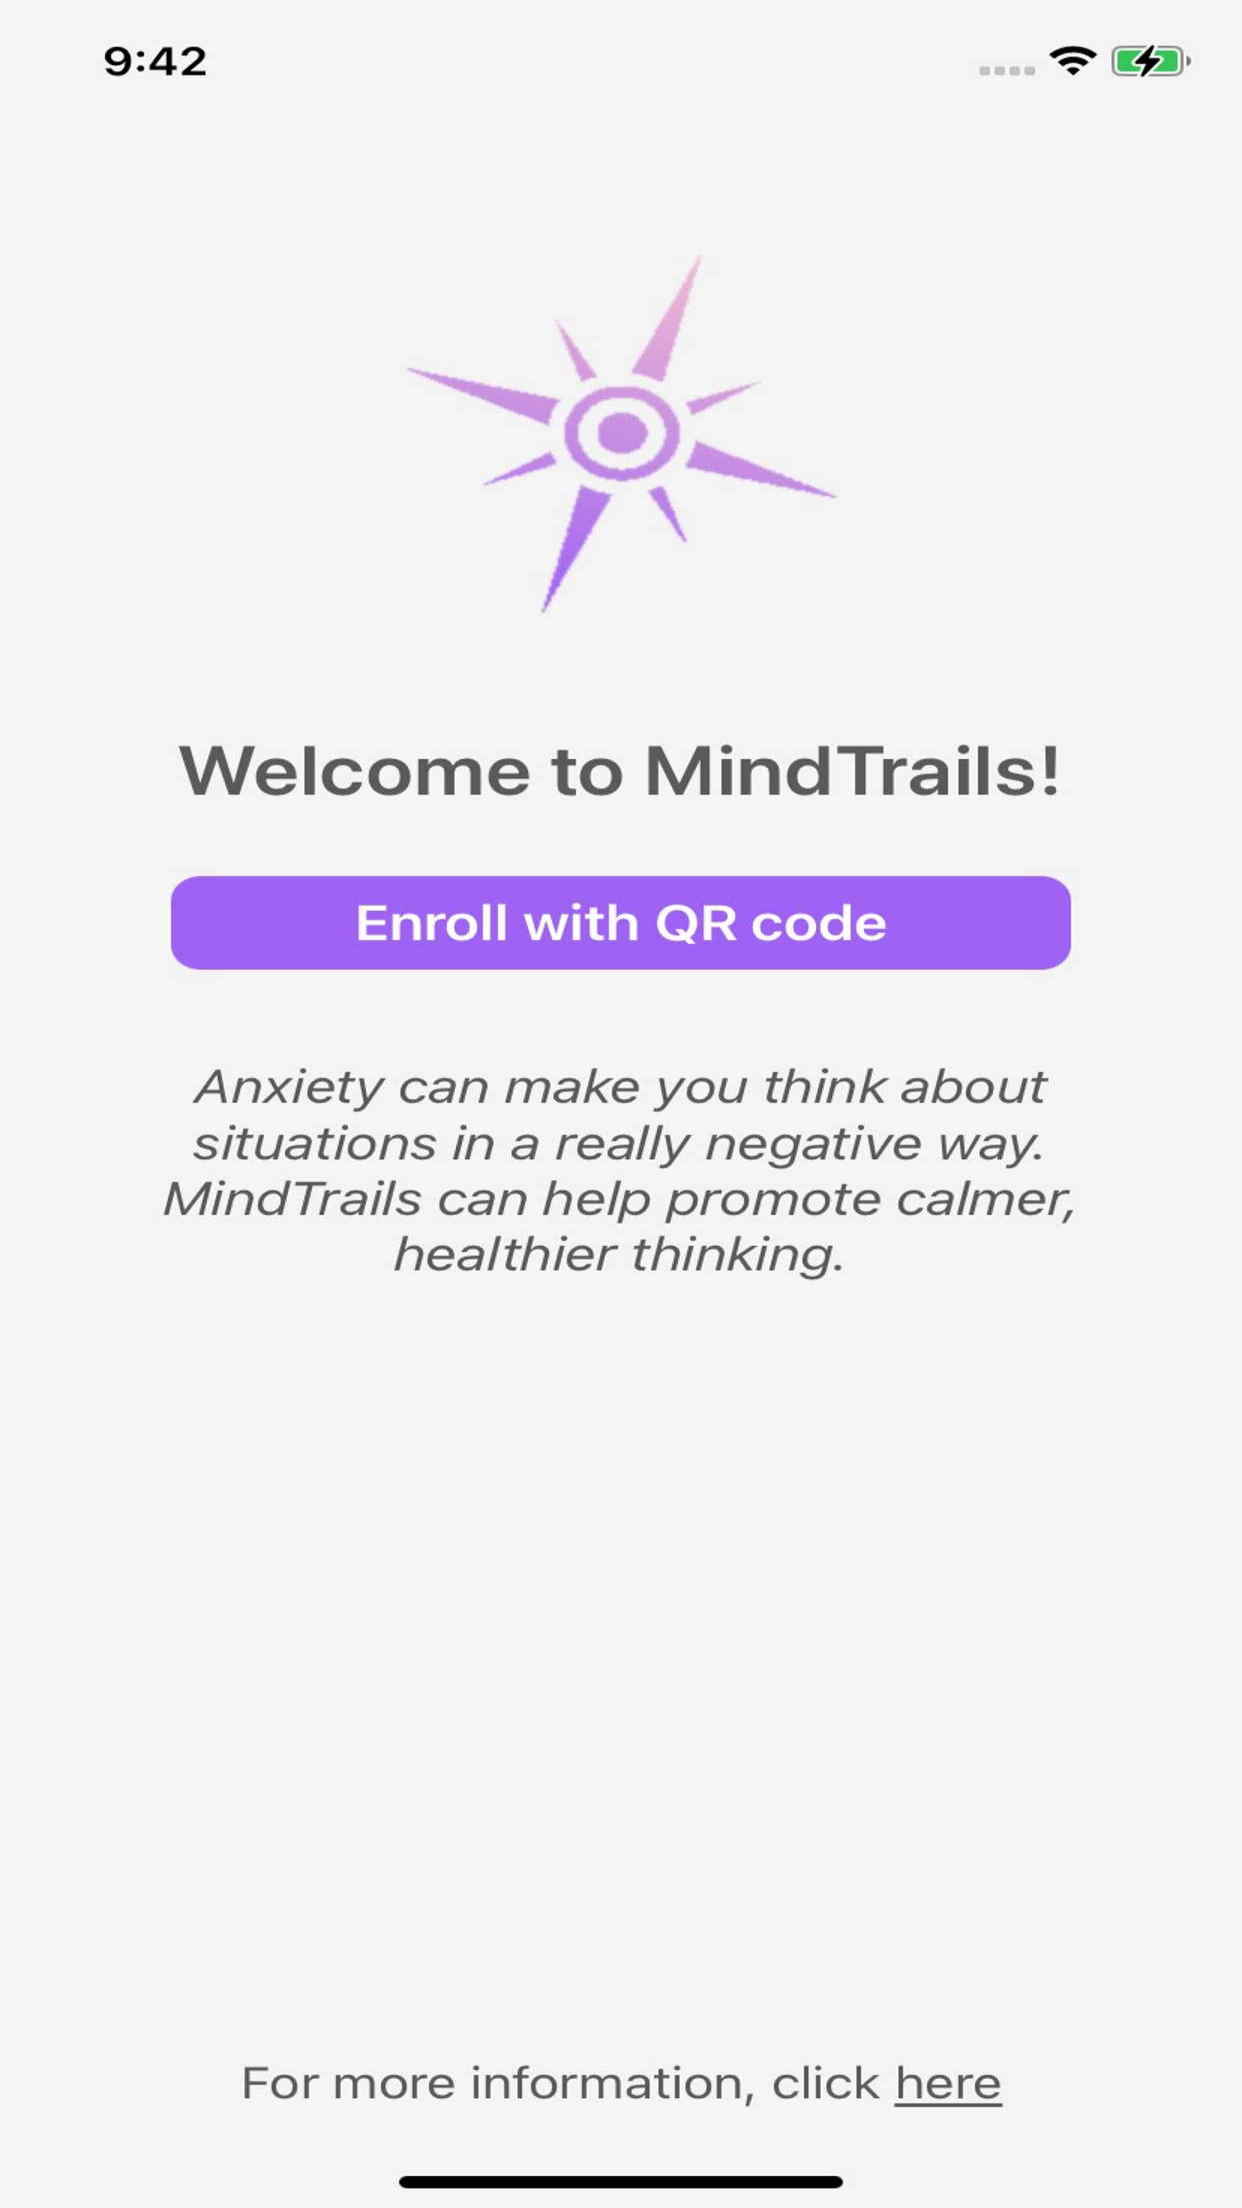 9:42
Welcome to MindTrails!
Enroll with QR code
Anxiety can make you think about
situations in a really negative way.
MindTrails can help promote calmer,
healthier thinking.
For more information, click here